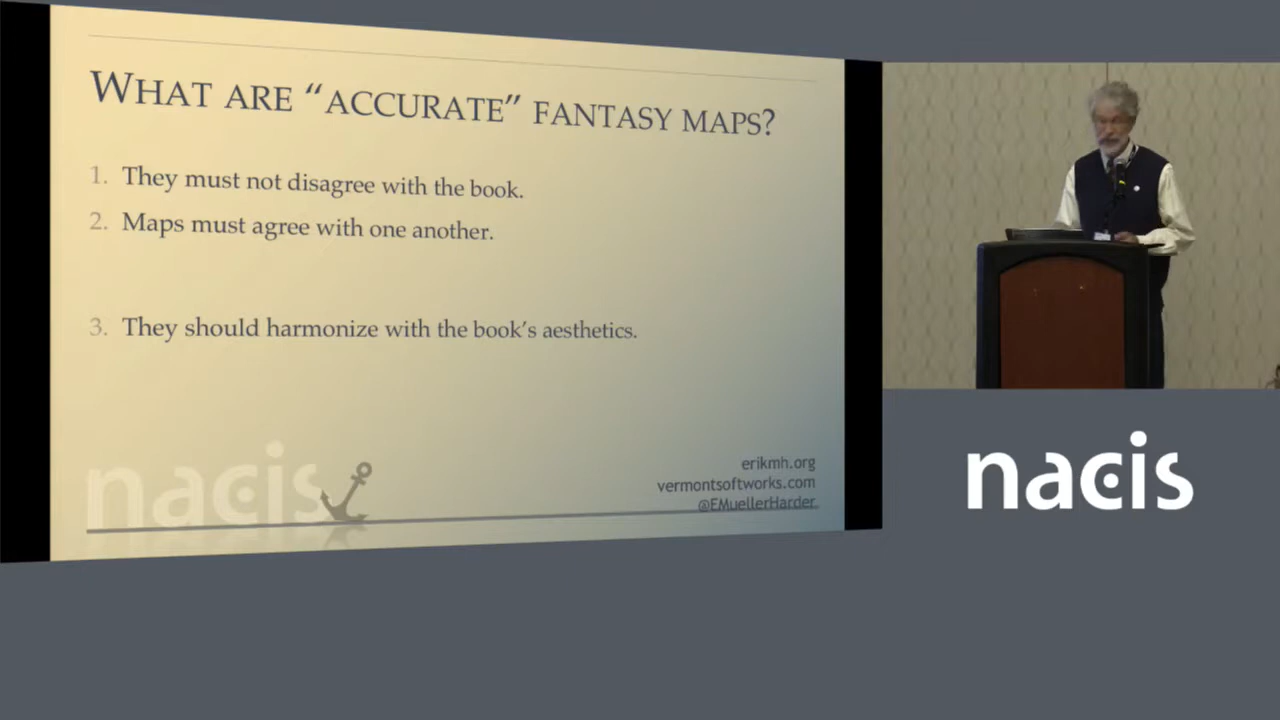 WHAT ARE “ACCURATE” FANTASY MAPS?
1. They must not disagree with the book.
2. Maps must agree with one another.
3. They should harmonize with the book’s aesthetics.
nacis
erikmh.org
vermontsoftworks.com
@EMuellerHarder
nacis